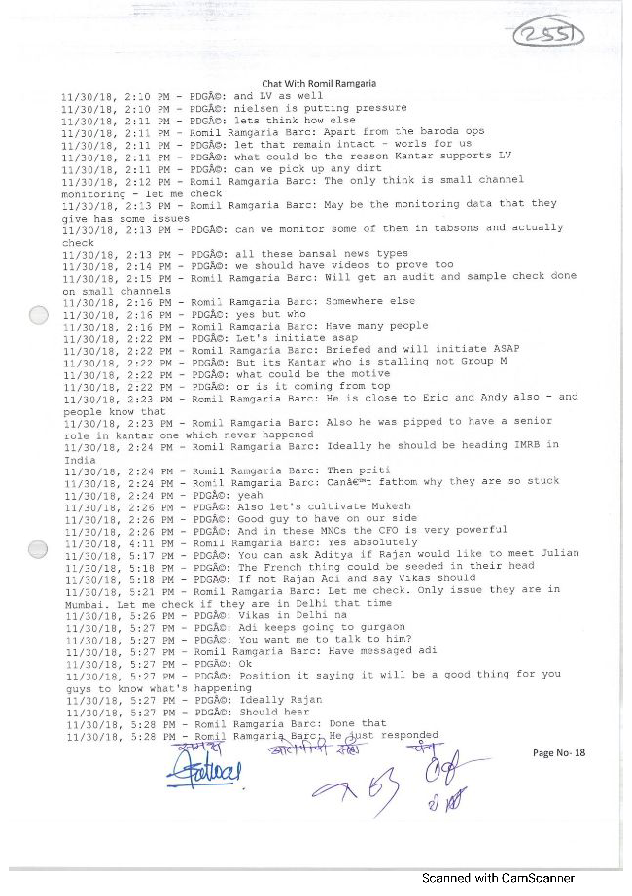 2551
Chat With Romil Ramgaria
11/30/18, 2:10 PM - PDGÃ©: and LV as well
11/30/18, 2:10 PM - PDGÃ©: nielsen is putting pressure
11/30/18, 2:11 PM - PDGÃ©: lets think how else
11/30/18, 2:11 PM - Romil Ramgaria Barc: Apart from the baroda ops
11/30/18, 2:11 PM - PDGÃ©: let that remain intact - works for us
11/30/18, 2:11 PM - PDGÃ©: what could be the reason Kantar supports LV
11/30/18, 2:11 PM - PDGÃ©: can we pick up any dirt
11/30/18, 2:12 PM - Romil Ramgaria Barc: The only think is small channel
monitoring - let me check
11/30/18, 2:13 PM - Romil Ramgaria Barc: May be the monitoring data that they
give has some issues
11/30/18, 2:13 PM - PDGÃ©: can we monitor some of them in tabsons and actually
check
11/30/18, 2:13 PM - PDGÃ©: all these bansal news types
11/30/18, 2:14 PM - PDGÃ©: we should have videos to prove too
11/30/18, 2:15 PM - Romil Ramgaria Barc: Will get an audit and sample check done
on small channels
11/30/18, 2:16 PM - Romil Ramgaria Barc: Somewhere else
11/30/18, 2:16 PM - PDGÃ©: yes but who
11/30/18, 2:16 PM - Romil Ramgaria Barc: Have many people
11/30/18, 2:22 PM - PDGÃ©: Let's initiate asap
11/30/18, 2:22 PM - Romil Ramgaria Barc: Briefed and will initiate ASAP
11/30/18, 2:22 PM - PDGÃ©: But its Kantar who is stalling not Group M
11/30/18, 2:22 PM - PDGÃ©: what could be the motive
11/30/18, 2:22 PM - PDGÃ©: or is it coming from top
11/30/18, 2:23 PM - Romil Ramgaria Barc: He is close to Eric and Andy also - and
people know that
11/30/18, 2:23 PM - Romil Ramgaria Barc: Also he was pipped to have a senior
role in kantar one which never happened
11/30/18, 2:24 PM - Romil Ramgaria Barc: Ideally he should be heading IMRB in
India
11/30/18, 2:24 PM - Romil Ramgaria Barc: Then priti
11/30/18, 2:24 PM - Romil Ramgaria Barc: Canâ€™t fathom why they are so stuck
11/30/18, 2:24 PM - PDGÃ©: yeah
11/30/18, 2:26 PM - PDGÃ©: Also let's cultivate Mukesh
11/30/18, 2:26 PM - PDGÃ©: Good guy to have on our side
11/30/18, 2:26 PM - PDGÃ©: And in these MNCs the CFO is very powerful
11/30/18, 4:11 PM - Romil Ramgaria Barc: Yes absolutely
11/30/18, 5:17 PM - PDGÃ©: You can ask Aditya if Rajan would like to meet Julian
11/30/18, 5:18 PM - PDGÃ©: The French thing could be seeded in their head
11/30/18, 5:18 PM - PDGÃ©: If not Rajan Adi and say Vikas should
11/30/18, 5:21 PM - Romil Ramgaria Barc: Let me check. Only issue they are in
Mumbai. Let me check if they are in Delhi that time
11/30/18, 5:26 PM - PDGÃ©: Vikas in Delhi na
11/30/18, 5:27 PM - PDGÃ©: Adi keeps going to gurgaon
11/30/18, 5:27 PM - PDGÃ©: You want me to talk to him?
11/30/18, 5:27 PM - Romil Ramgaria Barc: Have messaged adi
11/30/18, 5:27 PM - PDGÃ©: Ok
11/30/18, 5:27 PM - PDGÃ©: Position it saying it will be a good thing for you
guys to know what's happening
11/30/18, 5:27 PM - PDGÃ©: Ideally Rajan
11/30/18, 5:27 PM - PDGÃ©: Should hear
11/30/18, 5:28 PM - Romil Ramgaria Barc: Done that
11/30/18, 5:28 PM - Romil Ramgaria Barc: He just responded
Page No- 18
Scanned with CamScanner